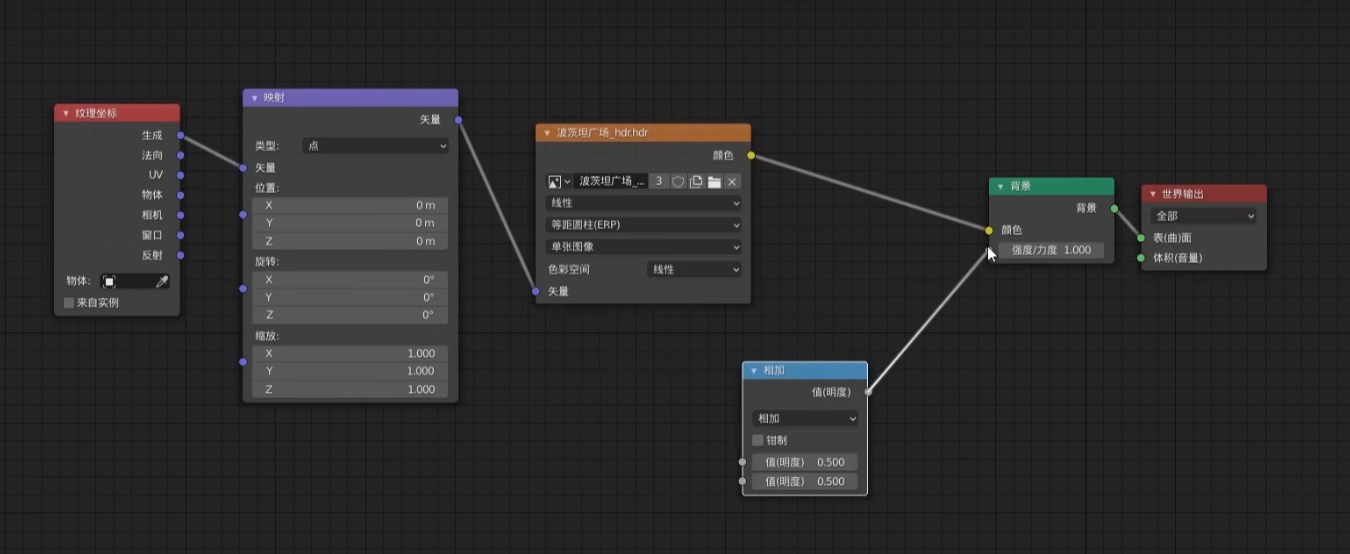 纹理坐标
生成
法向
UV
物体
相机
窗口
反射
物体:
来自实例
映射
矢量
类型: 点
矢量
位置:
X 0 m
Y 0 m
Z 0 m
旋转:
X 0°
Y 0°
Z 0°
缩放:
X 1.000
Y 1.000
Z 1.000
波茨坦广场_hdr.hdr
颜色
波茨坦广场_... 3
线性
等距圆柱(ERP)
单张图像
色彩空间 线性
矢量
相加
值(明度)
相加
钳制
值(明度) 0.500
值(明度) 0.500
背景
背景
颜色
强度/力度 1.000
世界输出
全部
表(曲)面
体积(音量)